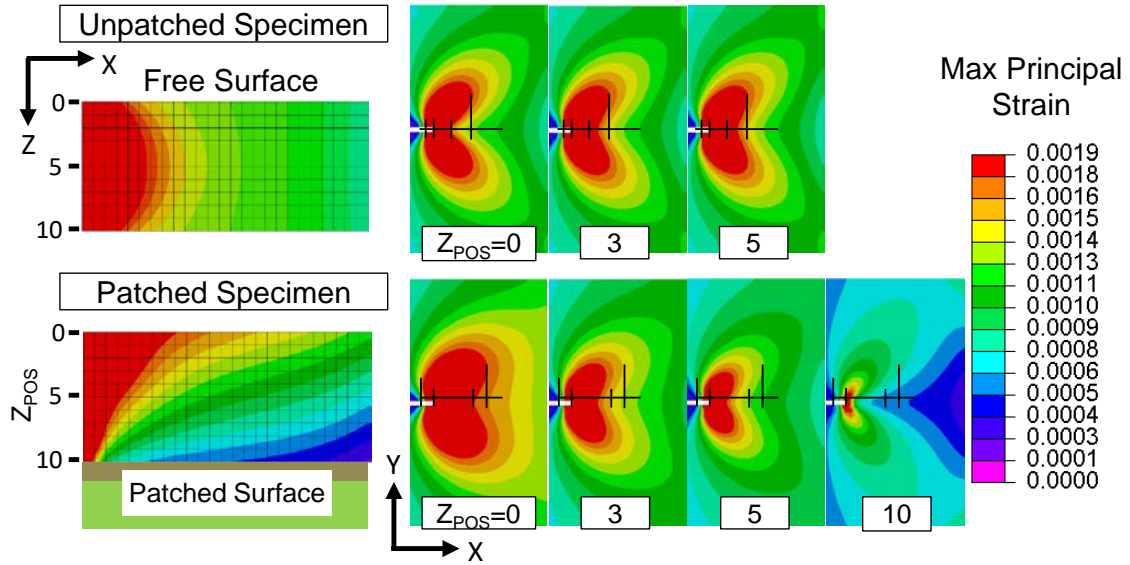 Unpatched Specimen
X
Z
Free Surface
0
5
10
Z_POS=0
3
5
Max Principal
Strain
0.0019
0.0018
0.0016
0.0015
0.0014
0.0013
0.0011
0.0010
0.0009
0.0008
0.0006
0.0005
0.0004
0.0003
0.0001
0.0000
Patched Specimen
Z_POS
0
5
10
Patched Surface
Y
X
Z_POS=0
3
5
10